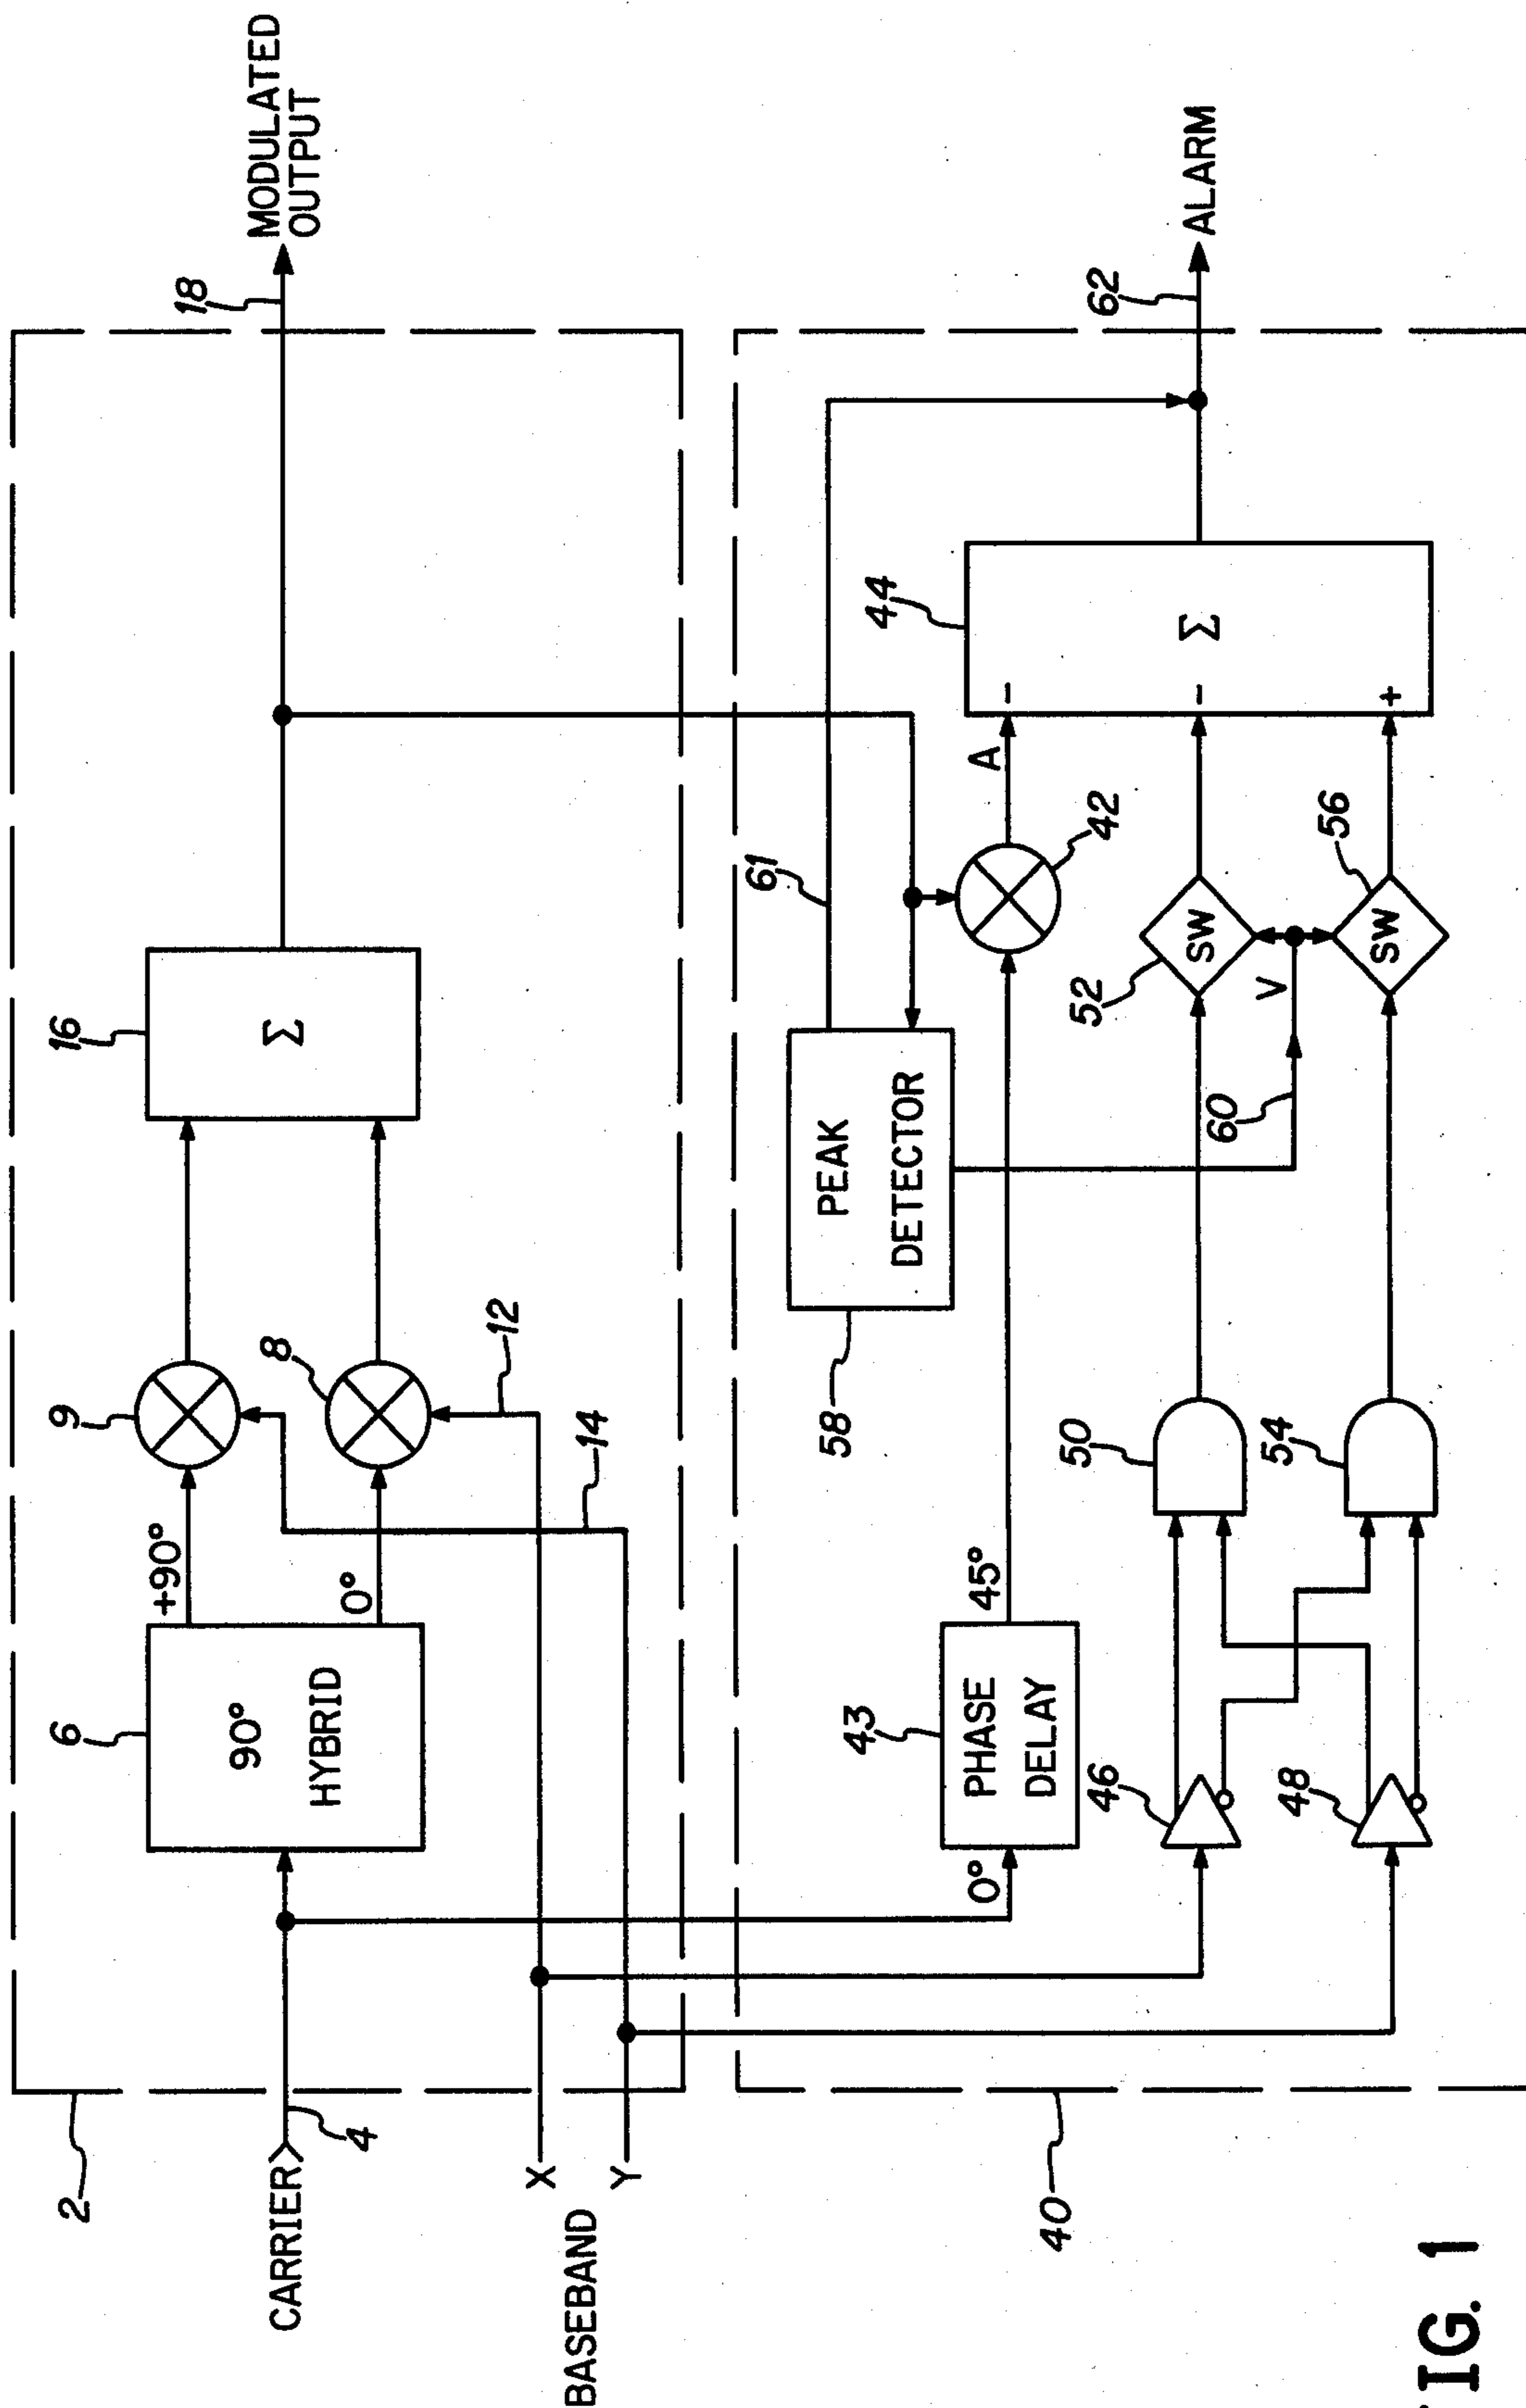 2
CARRIER
4
6
90°
HYBRID
+90°
0°
9
8
12
14
16
Σ
18
MODULATED
OUTPUT
BASEBAND
X
Y
40
0°
43
PHASE
DELAY
45°
58
PEAK
DETECTOR
61
42
A
44
-
-
+
Σ
46
48
50
54
52
SW
56
SW
60
V
62
ALARM
IG. 1